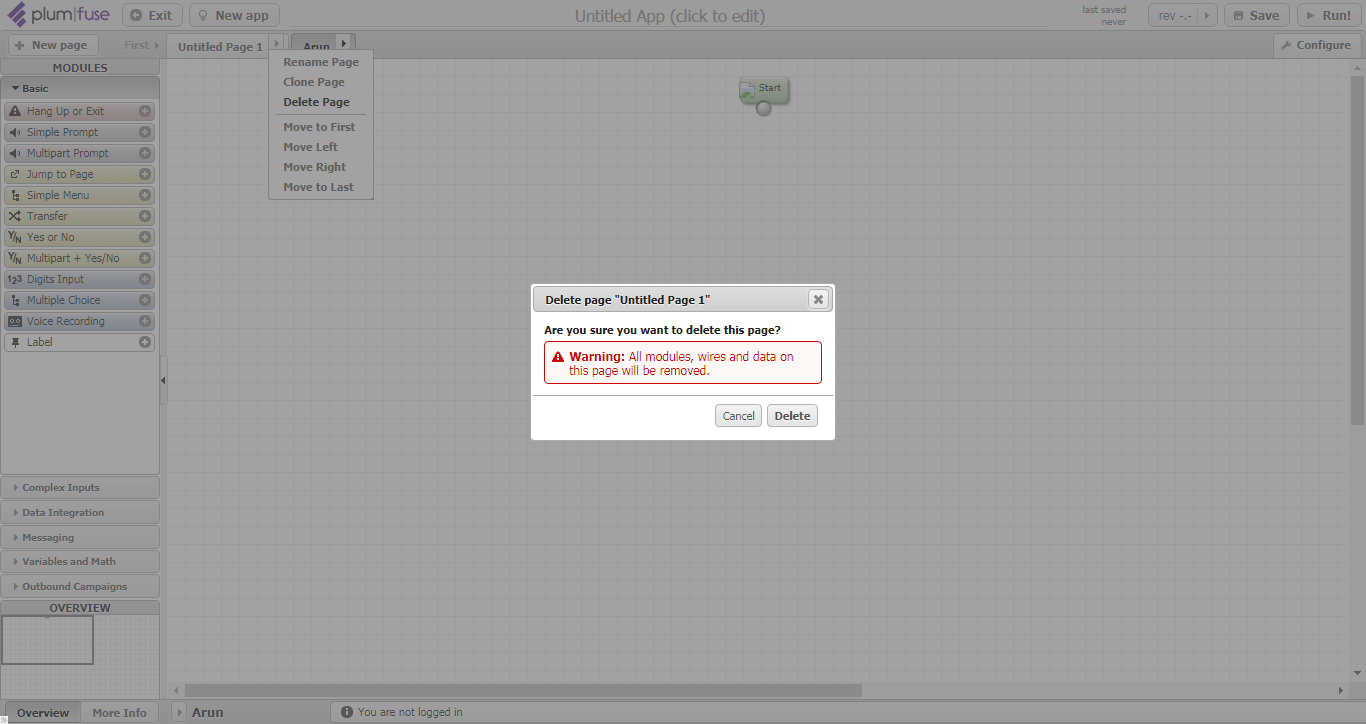 plum|fuse
Exit
New app
Untitled App (click to edit)
last saved
never
rev -.-
Save
Run!
New page
First
Untitled Page 1
Arun
Configure
MODULES
Basic
Hang Up or Exit
Simple Prompt
Multipart Prompt
Jump to Page
Simple Menu
Transfer
Y/N Yes or No
Y/N Multipart + Yes/No
123 Digits Input
Multiple Choice
Voice Recording
Label
Complex Inputs
Data Integration
Messaging
Variables and Math
Outbound Campaigns
OVERVIEW
Overview
More Info
Rename Page
Clone Page
Delete Page
Move to First
Move Left
Move Right
Move to Last
Start
Delete page "Untitled Page 1"
Are you sure you want to delete this page?
Warning: All modules, wires and data on
this page will be removed.
Cancel
Delete
Arun
You are not logged in